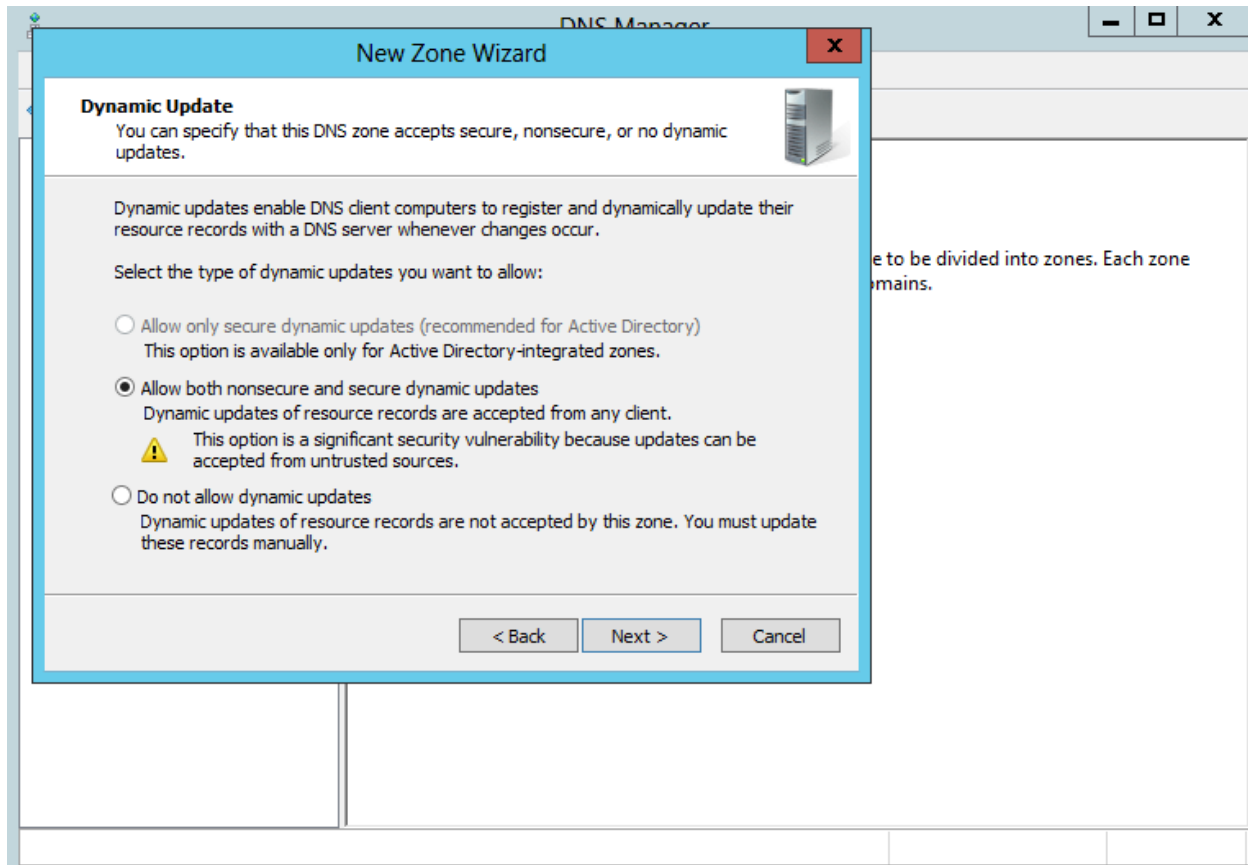 DNS Manager
New Zone Wizard
x
x
Dynamic Update
You can specify that this DNS zone accepts secure, nonsecure, or no dynamic
updates.
Dynamic updates enable DNS client computers to register and dynamically update their
resource records with a DNS server whenever changes occur.
e to be divided into zones. Each zone
omains.
Select the type of dynamic updates you want to allow:
Allow only secure dynamic updates (recommended for Active Directory)
This option is available only for Active Directory-integrated zones.
Allow both nonsecure and secure dynamic updates
Dynamic updates of resource records are accepted from any client.
This option is a significant security vulnerability because updates can be
accepted from untrusted sources.
Do not allow dynamic updates
Dynamic updates of resource records are not accepted by this zone. You must update
these records manually.
< Back
Next >
Cancel